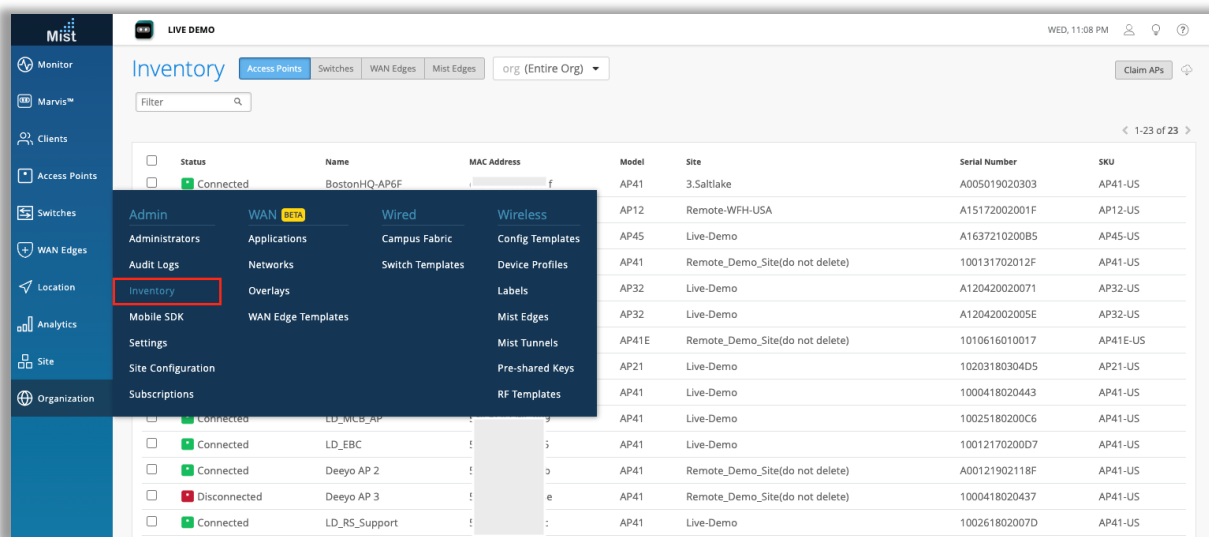 Mist
LIVE DEMO
WED, 11:08 PM
Monitor
Marvis™
Clients
Access Points
Switches
WAN Edges
Location
Analytics
Site
Organization
Inventory Access Points Switches WAN Edges Mist Edges org (Entire Org) Claim APs
Filter
< 1-23 of 23 >
Status Name MAC Address Model Site Serial Number SKU
Connected BostonHQ-AP6F f AP41 3.Saltlake A005019020303 AP41-US
AP12 Remote-WFH-USA A15172002001F AP12-US
AP45 Live-Demo A1637210200B5 AP45-US
AP41 Remote_Demo_Site(do not delete) 100131702012F AP41-US
AP32 Live-Demo A120420020071 AP32-US
AP32 Live-Demo A12042002005E AP32-US
AP41E Remote_Demo_Site(do not delete) 1010616010017 AP41E-US
AP21 Live-Demo 10203180304D5 AP21-US
AP41 Live-Demo 1000418020443 AP41-US
Connected LD_MCB_AP AP41 Live-Demo 10025180200C6 AP41-US
Connected LD_EBC AP41 Live-Demo 10012170200D7 AP41-US
Connected Deeyo AP 2 AP41 Remote_Demo_Site(do not delete) A00121902118F AP41-US
Disconnected Deeyo AP 3 e AP41 Remote_Demo_Site(do not delete) 1000418020437 AP41-US
Connected LD_RS_Support AP41 Live-Demo 100261802007D AP41-US
Admin
Administrators
Audit Logs
Inventory
Mobile SDK
Settings
Site Configuration
Subscriptions
WAN BETA
Applications
Networks
Overlays
WAN Edge Templates
Wired
Campus Fabric
Switch Templates
Wireless
Config Templates
Device Profiles
Labels
Mist Edges
Mist Tunnels
Pre-shared Keys
RF Templates